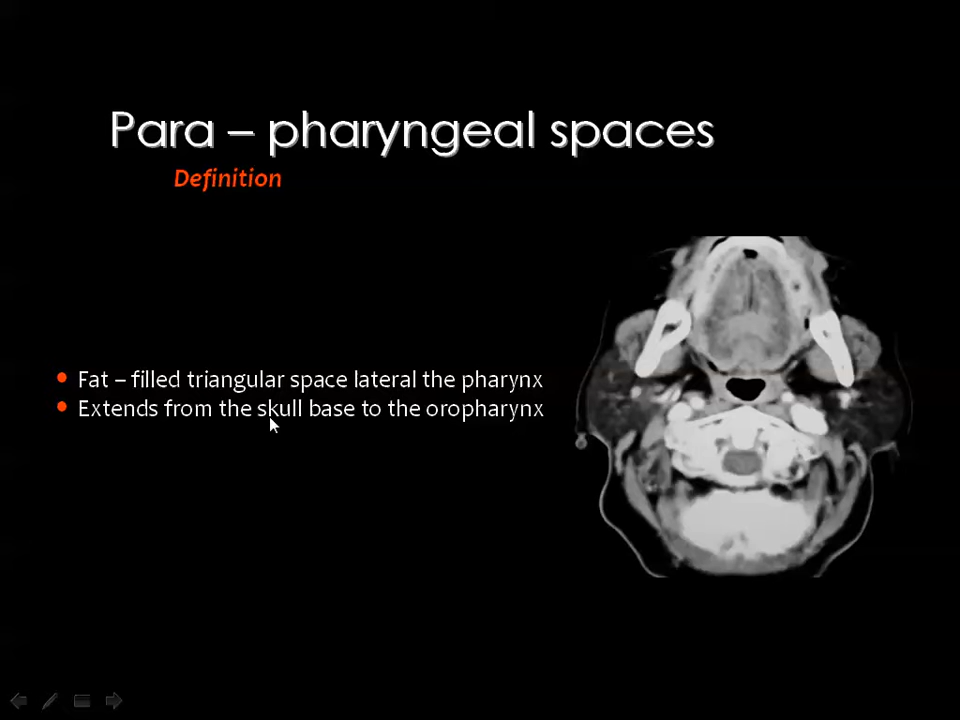 Para – pharyngeal spaces
Definition
• Fat – filled triangular space lateral the pharynx
• Extends from the skull base to the oropharynx